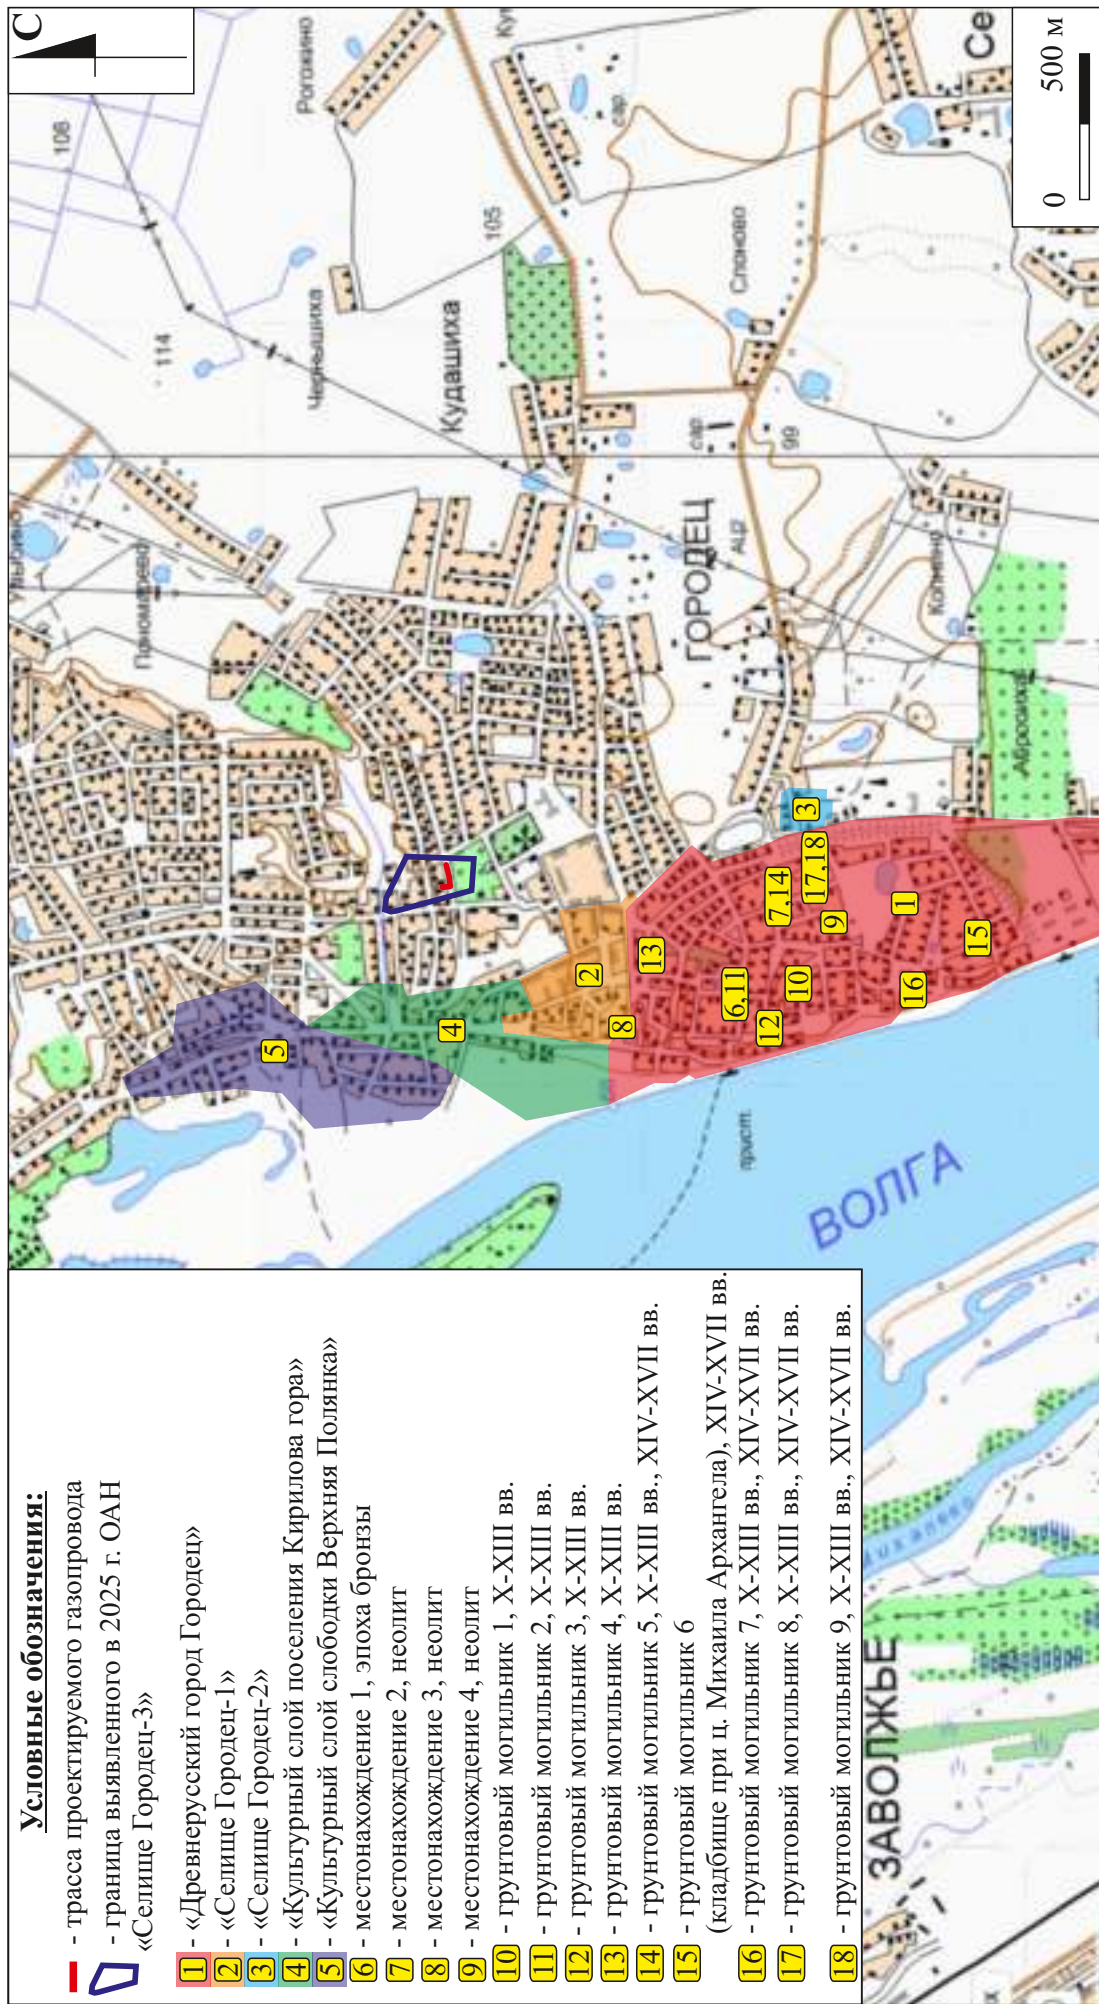 Условные обозначения:
- трасса проектируемого газопровода
- граница выявленного в 2025 г. ОАН
«Селище Городец-3»
1 - «Древнерусский город Городец»
2 - «Селище Городец-1»
3 - «Селище Городец-2»
4 - «Культурный слой поселения Кирилова гора»
5 - «Культурный слой слободки Верхняя Полянка»
6 - местонахождение 1, эпоха бронзы
7 - местонахождение 2, неолит
8 - местонахождение 3, неолит
9 - местонахождение 4, неолит
10 - грунтовый могильник 1, X-XIII вв.
11 - грунтовый могильник 2, X-XIII вв.
12 - грунтовый могильник 3, X-XIII вв.
13 - грунтовый могильник 4, X-XIII вв.
14 - грунтовый могильник 5, X-XIII вв., XIV-XVII вв.
15 - грунтовый могильник 6
(кладбище при ц. Михаила Архангела), XIV-XVII вв.
16 - грунтовый могильник 7, X-XIII вв., XIV-XVII вв.
17 - грунтовый могильник 8, X-XIII вв., XIV-XVII вв.
18 - грунтовый могильник 9, X-XIII вв., XIV-XVII вв.
С
0 500 м
108
114
Рогожино
Чернышиха
105
Кудашиха
сар.
Слоново
Се
сар.
99
ГОРОДЕЦ
АЦР
Абросиха
5
4
2
8
13
3
7,14
17,18
9
1
6,11
10
12
16
15
прист.
ВОЛГА
ЗАВОЛЖЬЕ